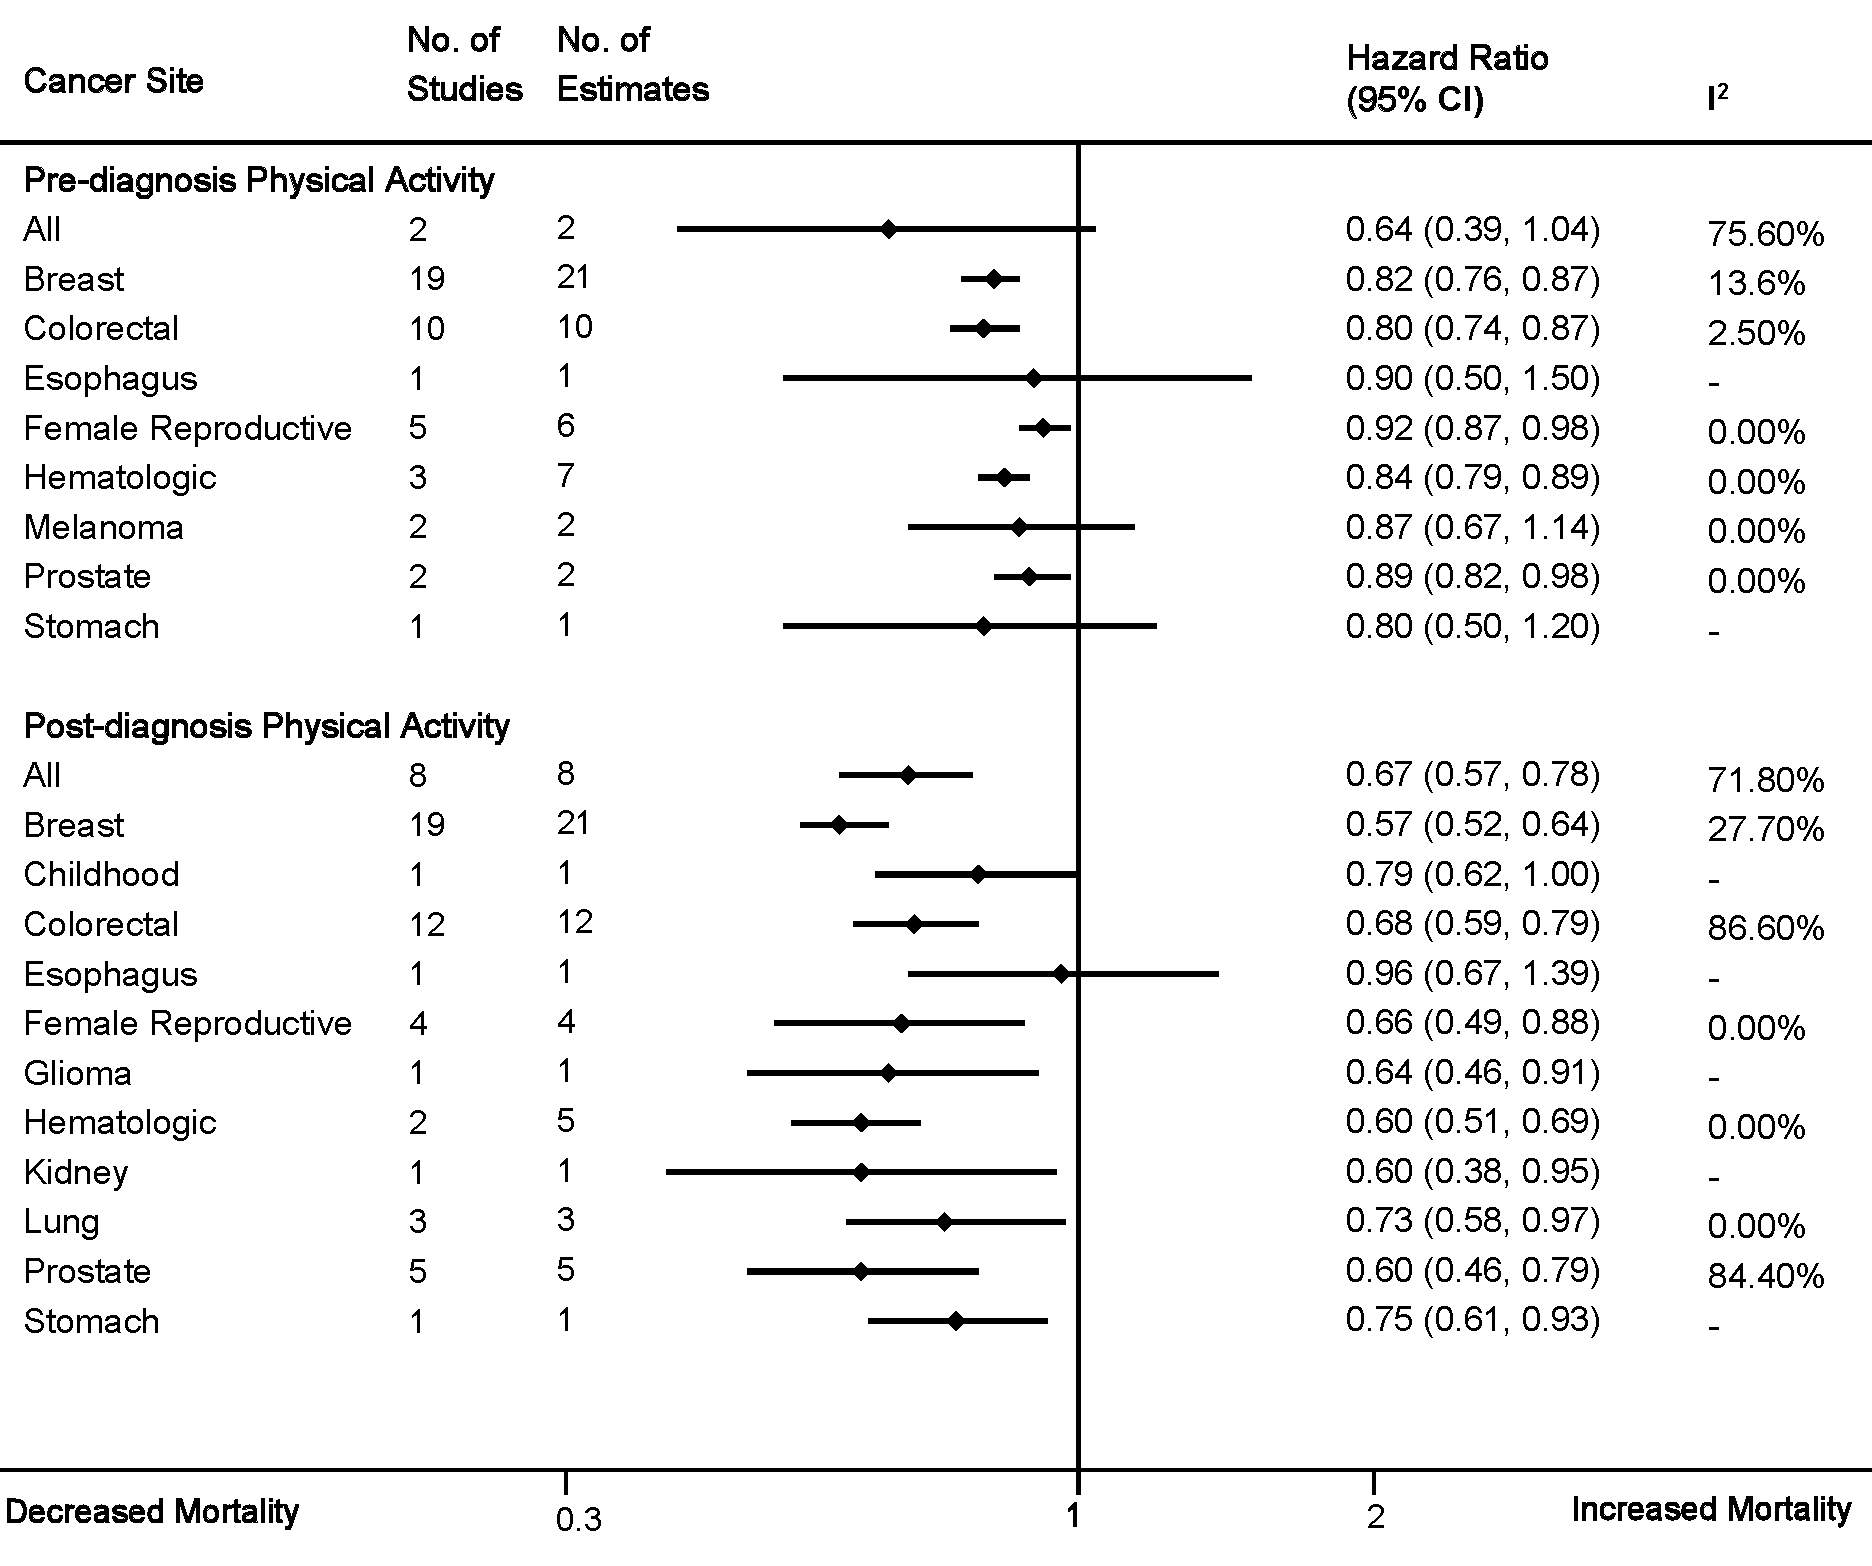 Cancer Site No. of Studies No. of Estimates Hazard Ratio (95% CI) I²
Pre-diagnosis Physical Activity
All 2 2 0.64 (0.39, 1.04) 75.60%
Breast 19 21 0.82 (0.76, 0.87) 13.6%
Colorectal 10 10 0.80 (0.74, 0.87) 2.50%
Esophagus 1 1 0.90 (0.50, 1.50) -
Female Reproductive 5 6 0.92 (0.87, 0.98) 0.00%
Hematologic 3 7 0.84 (0.79, 0.89) 0.00%
Melanoma 2 2 0.87 (0.67, 1.14) 0.00%
Prostate 2 2 0.89 (0.82, 0.98) 0.00%
Stomach 1 1 0.80 (0.50, 1.20) -
Post-diagnosis Physical Activity
All 8 8 0.67 (0.57, 0.78) 71.80%
Breast 19 21 0.57 (0.52, 0.64) 27.70%
Childhood 1 1 0.79 (0.62, 1.00) -
Colorectal 12 12 0.68 (0.59, 0.79) 86.60%
Esophagus 1 1 0.96 (0.67, 1.39) -
Female Reproductive 4 4 0.66 (0.49, 0.88) 0.00%
Glioma 1 1 0.64 (0.46, 0.91) -
Hematologic 2 5 0.60 (0.51, 0.69) 0.00%
Kidney 1 1 0.60 (0.38, 0.95) -
Lung 3 3 0.73 (0.58, 0.97) 0.00%
Prostate 5 5 0.60 (0.46, 0.79) 84.40%
Stomach 1 1 0.75 (0.61, 0.93) -
Decreased Mortality 0.3 1 2 Increased Mortality